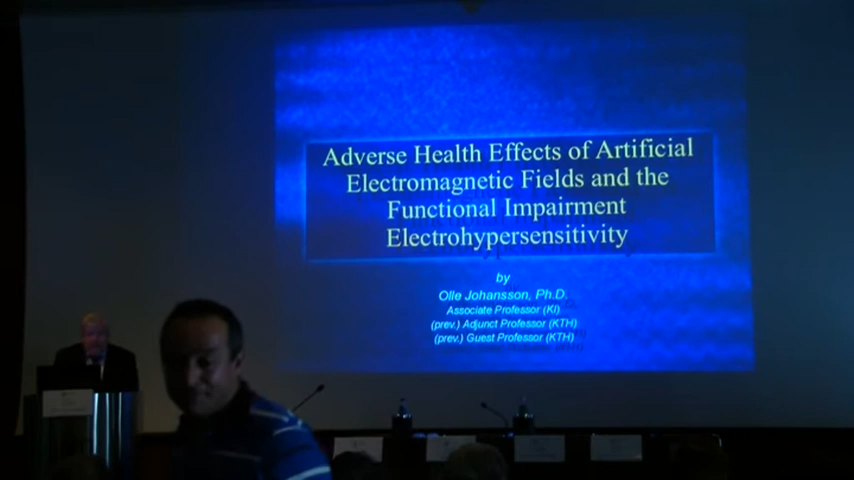 Adverse Health Effects of Artificial
Electromagnetic Fields and the
Functional Impairment
Electrohypersensitivity
by
Olle Johansson, Ph.D.
Associate Professor (KI)
(prev.) Adjunct Professor (KTH)
(prev.) Guest Professor (KTH)